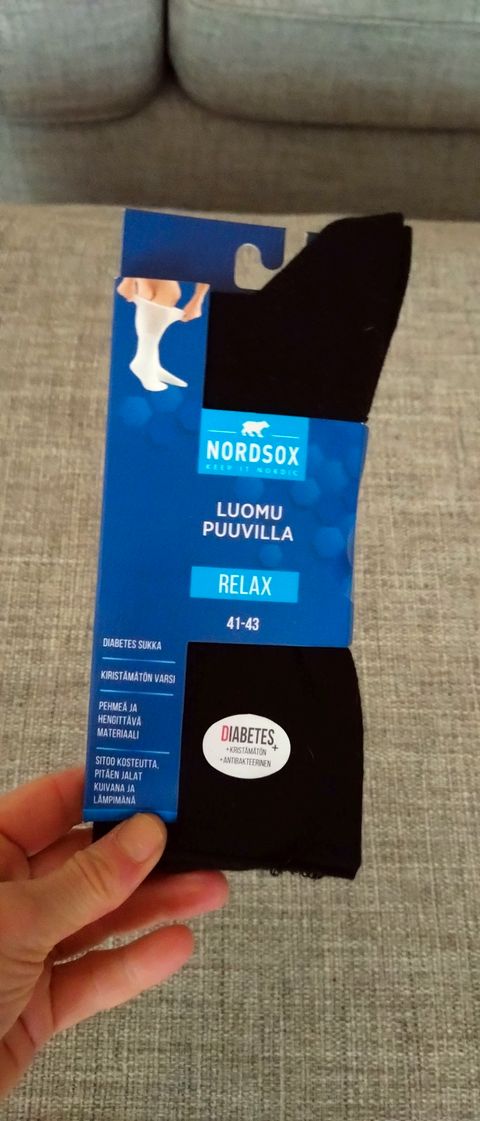 NORDSOX
KEEP IT NORDIC
LUOMU
PUUVILLA
RELAX
41-43
DIABETES SUKKA
KIRISTÄMÄTÖN VARSI
PEHMEÄ JA
HENGITTÄVÄ
MATERIAALI
SITOO KOSTEUTTA,
PITÄEN JALAT
KUIVANA JA
LÄMPIMÄNÄ
DIABETES+
+KIRISTÄMÄTÖN
+ANTIBAKTEERINEN